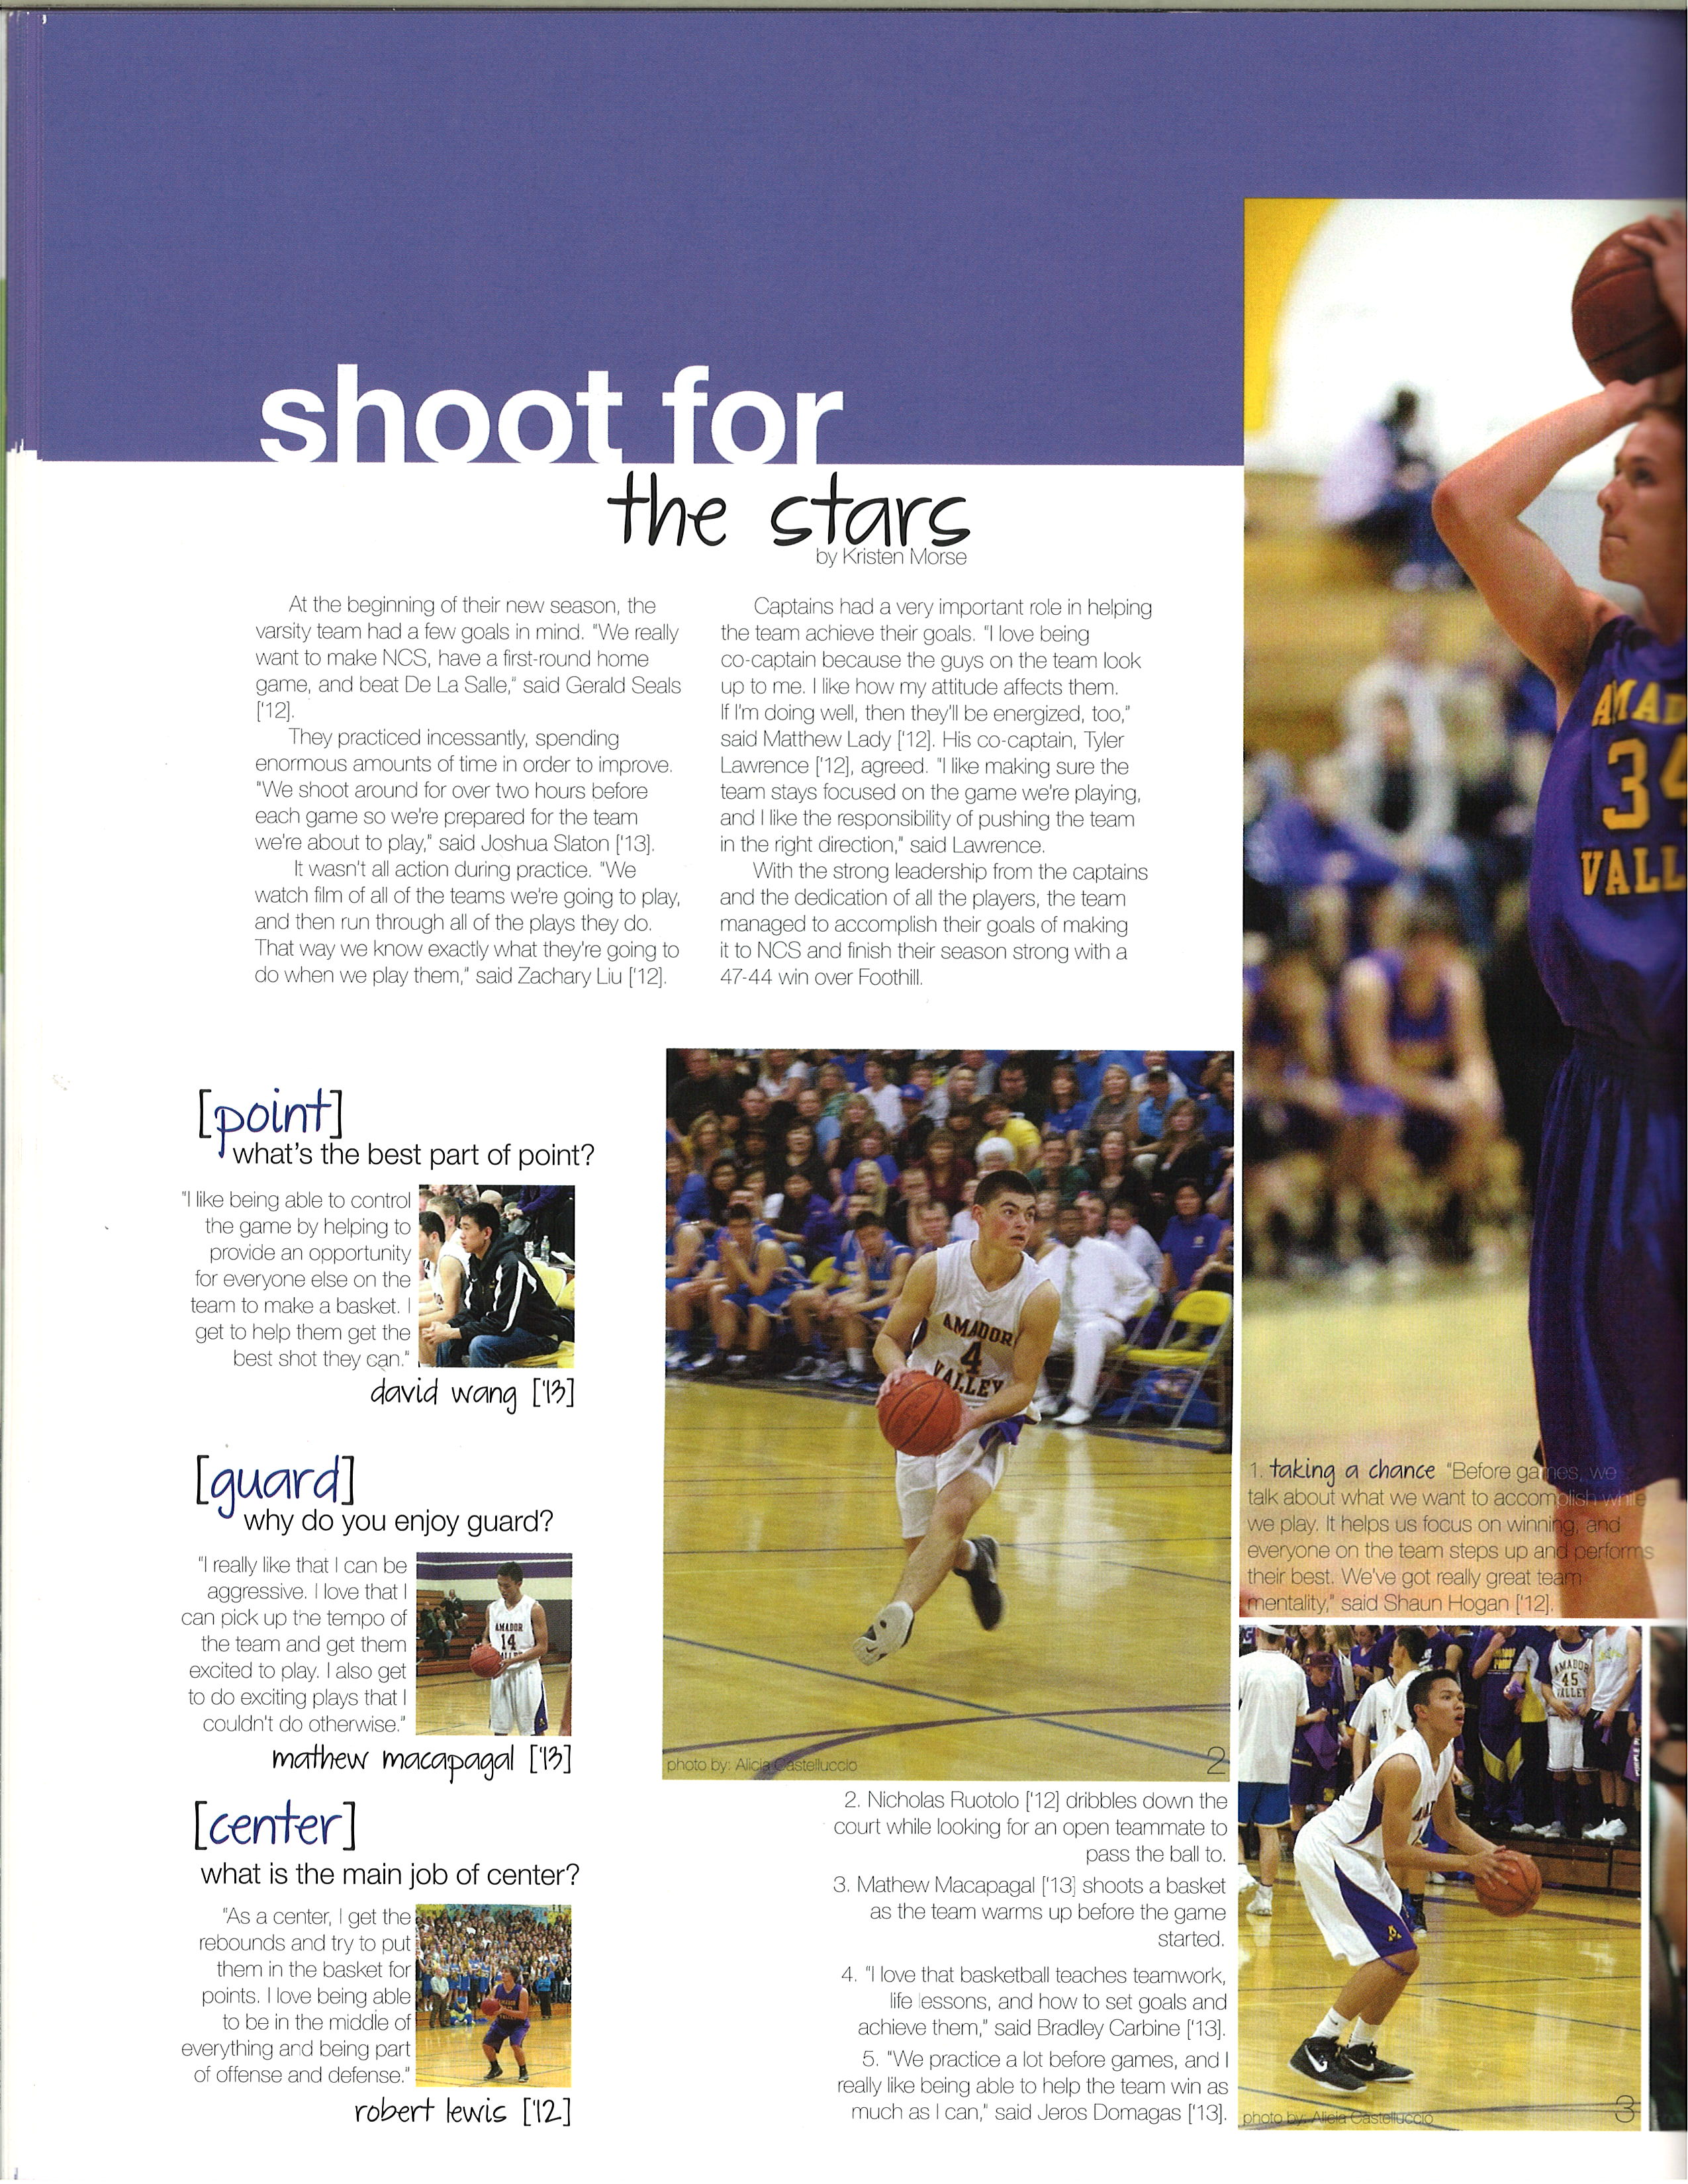 shoot for
the stars
by Kristen Morse
At the beginning of their new season, the
varsity team had a few goals in mind. "We really
want to make NCS, have a first-round home
game, and beat De La Salle," said Gerald Seals
['12].
They practiced incessantly, spending
enormous amounts of time in order to improve.
"We shoot around for over two hours before
each game so we're prepared for the team
we're about to play," said Joshua Slaton ['13].
It wasn't all action during practice. "We
watch film of all of the teams we're going to play,
and then run through all of the plays they do.
That way we know exactly what they're going to
do when we play them," said Zachary Liu ['12].
Captains had a very important role in helping
the team achieve their goals. "I love being
co-captain because the guys on the team look
up to me. I like how my attitude affects them.
If I'm doing well, then they'll be energized, too,"
said Matthew Lady ['12]. His co-captain, Tyler
Lawrence ['12], agreed. "I like making sure the
team stays focused on the game we're playing,
and I like the responsibility of pushing the team
in the right direction," said Lawrence.
With the strong leadership from the captains
and the dedication of all the players, the team
managed to accomplish their goals of making
it to NCS and finish their season strong with a
47-44 win over Foothill.
[point]
what's the best part of point?
"I like being able to control
the game by helping to
provide an opportunity
for everyone else on the
team to make a basket. I
get to help them get the
best shot they can."
david wang ['13]
[guard]
why do you enjoy guard?
"I really like that I can be
aggressive. I love that I
can pick up the tempo of
the team and get them
excited to play. I also get
to do exciting plays that I
couldn't do otherwise."
AMADOR
14
VALLEY
mathew macapagal ['13]
[center]
what is the main job of center?
"As a center, I get the
rebounds and try to put
them in the basket for
points. I love being able
to be in the middle of
everything and being part
of offense and defense."
robert lewis ['12]
AMADOR
4
VALLEY
photo by: Alicia Castelluccio
2
2. Nicholas Ruotolo ['12] dribbles down the
court while looking for an open teammate to
pass the ball to.
3. Mathew Macapagal ['13] shoots a basket
as the team warms up before the game
started.
4. "I love that basketball teaches teamwork,
life lessons, and how to set goals and
achieve them," said Bradley Carbine ['13].
5. "We practice a lot before games, and I
really like being able to help the team win as
much as I can," said Jeros Domagas ['13].
AMAD
34
VALL
1. taking a chance "Before games, we
talk about what we want to accomplish while
we play. It helps us focus on winning, and
everyone on the team steps up and performs
their best. We've got really great team
mentality," said Shaun Hogan ['12].
AMADOR
45
VALLEY
photo by: Alicia Castelluccio
3